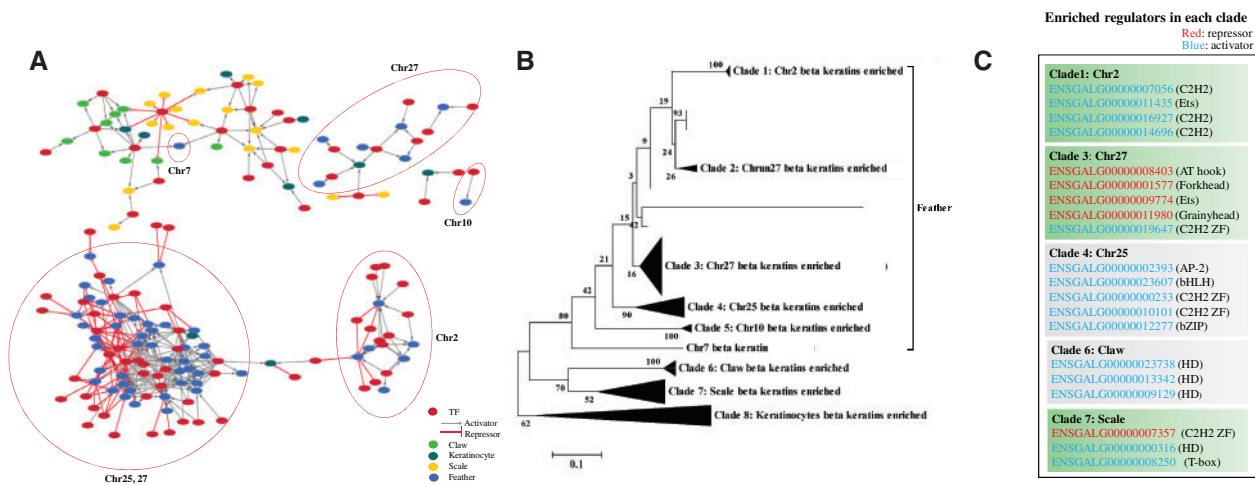 A
Chr27
Chr7
Chr10
Chr2
Chr25, 27
TF
Activator
Repressor
Claw
Keratinocyte
Scale
Feather
B
100
Clade 1: Chr2 beta keratins enriched
19
93
9
24
Clade 2: Chrun27 beta keratins enriched
26
3
15
42
Feather
21
16
Clade 3: Chr27 beta keratins enriched
)
42
90
Clade 4: Chr25 beta keratins enriched
80
100
Clade 5: Chr10 beta keratins enriched
Chr7 beta keratin
100
Clade 6: Claw beta keratins enriched
70
52
Clade 7: Scale beta keratins enriched
62
Clade 8: Keratinocytes beta keratins enriched
0.1
C
Enriched regulators in each clade
Red: repressor
Blue: activator
Clade1: Chr2
ENSGALG00000007056 (C2H2)
ENSGALG00000011435 (Ets)
ENSGALG00000016927 (C2H2)
ENSGALG00000014696 (C2H2)
Clade 3: Chr27
ENSGALG00000008403 (AT hook)
ENSGALG00000001577 (Forkhead)
ENSGALG00000009774 (Ets)
ENSGALG00000011980 (Grainyhead)
ENSGALG00000019647 (C2H2 ZF)
Clade 4: Chr25
ENSGALG00000002393 (AP-2)
ENSGALG00000023607 (bHLH)
ENSGALG00000000233 (C2H2 ZF)
ENSGALG00000010101 (C2H2 ZF)
ENSGALG00000012277 (bZIP)
Clade 6: Claw
ENSGALG00000023738 (HD)
ENSGALG00000013342 (HD)
ENSGALG00000009129 (HD)
Clade 7: Scale
ENSGALG00000007357 (C2H2 ZF)
ENSGALG00000000316 (HD)
ENSGALG00000008250 (T-box)